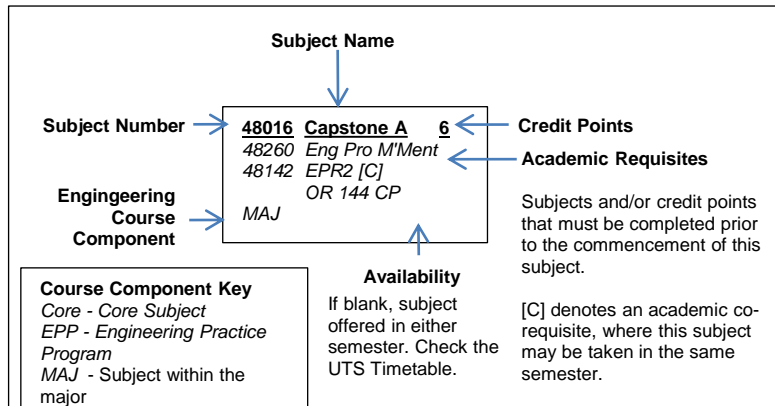 Subject Name
Subject Number
48016 Capstone A 6
48260 Eng Pro M'Ment
48142 EPR2 [C]
OR 144 CP
MAJ
Credit Points
Academic Requisites
Engingeering
Course
Component
Subjects and/or credit points
that must be completed prior
to the commencement of this
subject.
[C] denotes an academic co-
requisite, where this subject
may be taken in the same
semester.
Availability
If blank, subject
offered in either
semester. Check the
UTS Timetable.
Course Component Key
Core - Core Subject
EPP - Engineering Practice
Program
MAJ - Subject within the
major